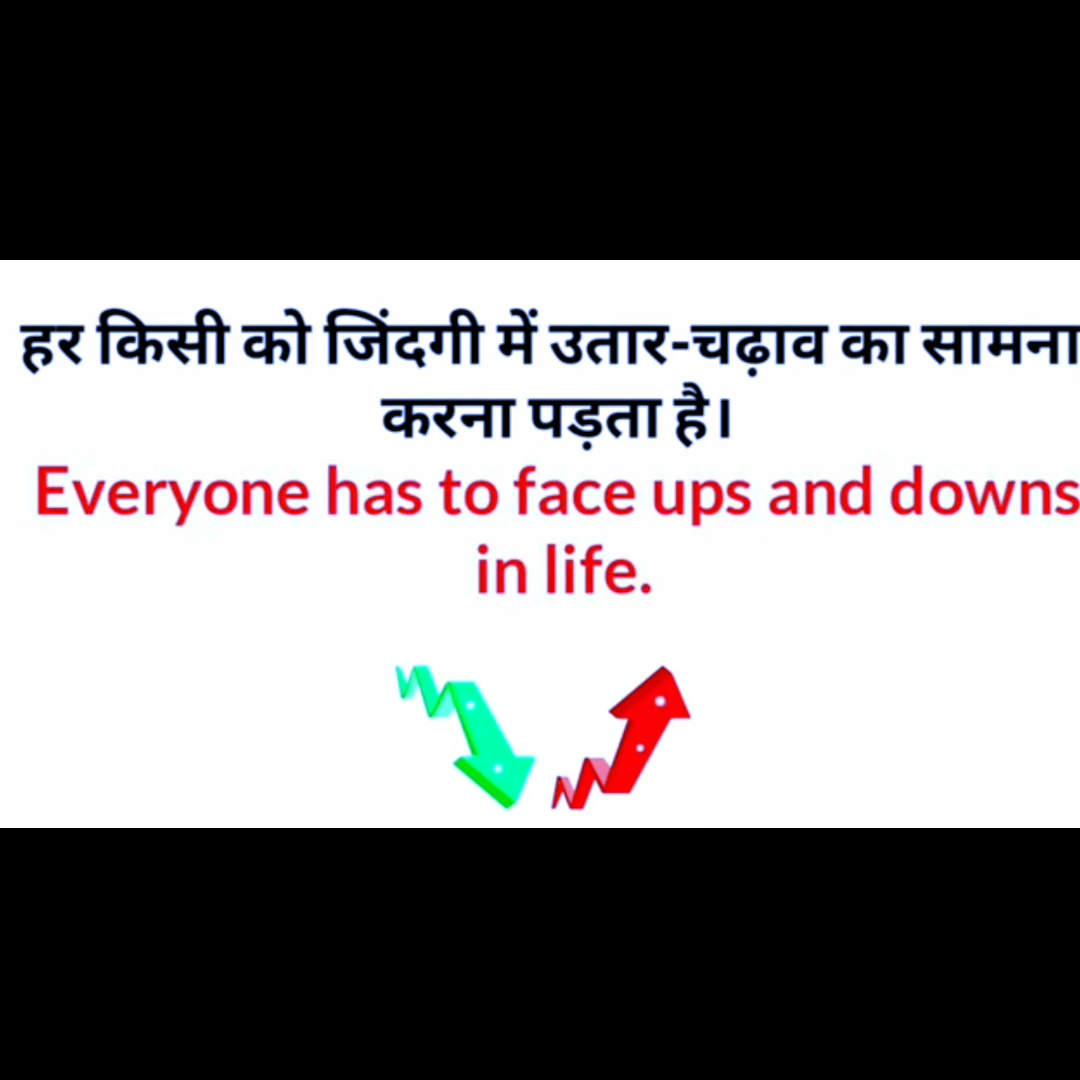 हर किसी को जिंदगी में उतार-चढ़ाव का सामना
करना पड़ता है।
Everyone has to face ups and downs
in life.